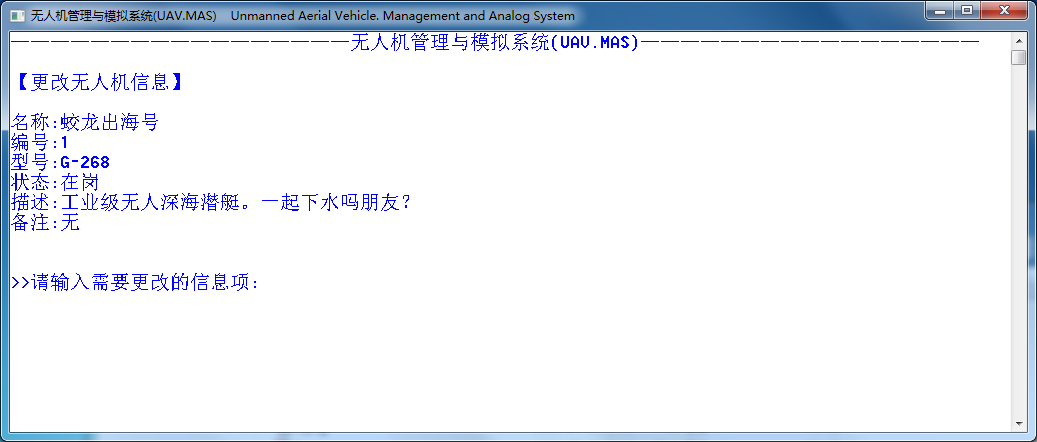 无人机管理与模拟系统(UAV.MAS) Unmanned Aerial Vehicle. Management and Analog System
————————————————无人机管理与模拟系统(UAV.MAS)————————————————
【更改无人机信息】
名称:蛟龙出海号
编号:1
型号:G-268
状态:在岗
描述:工业级无人深海潜艇。一起下水吗朋友?
备注:无
>>请输入需要更改的信息项: